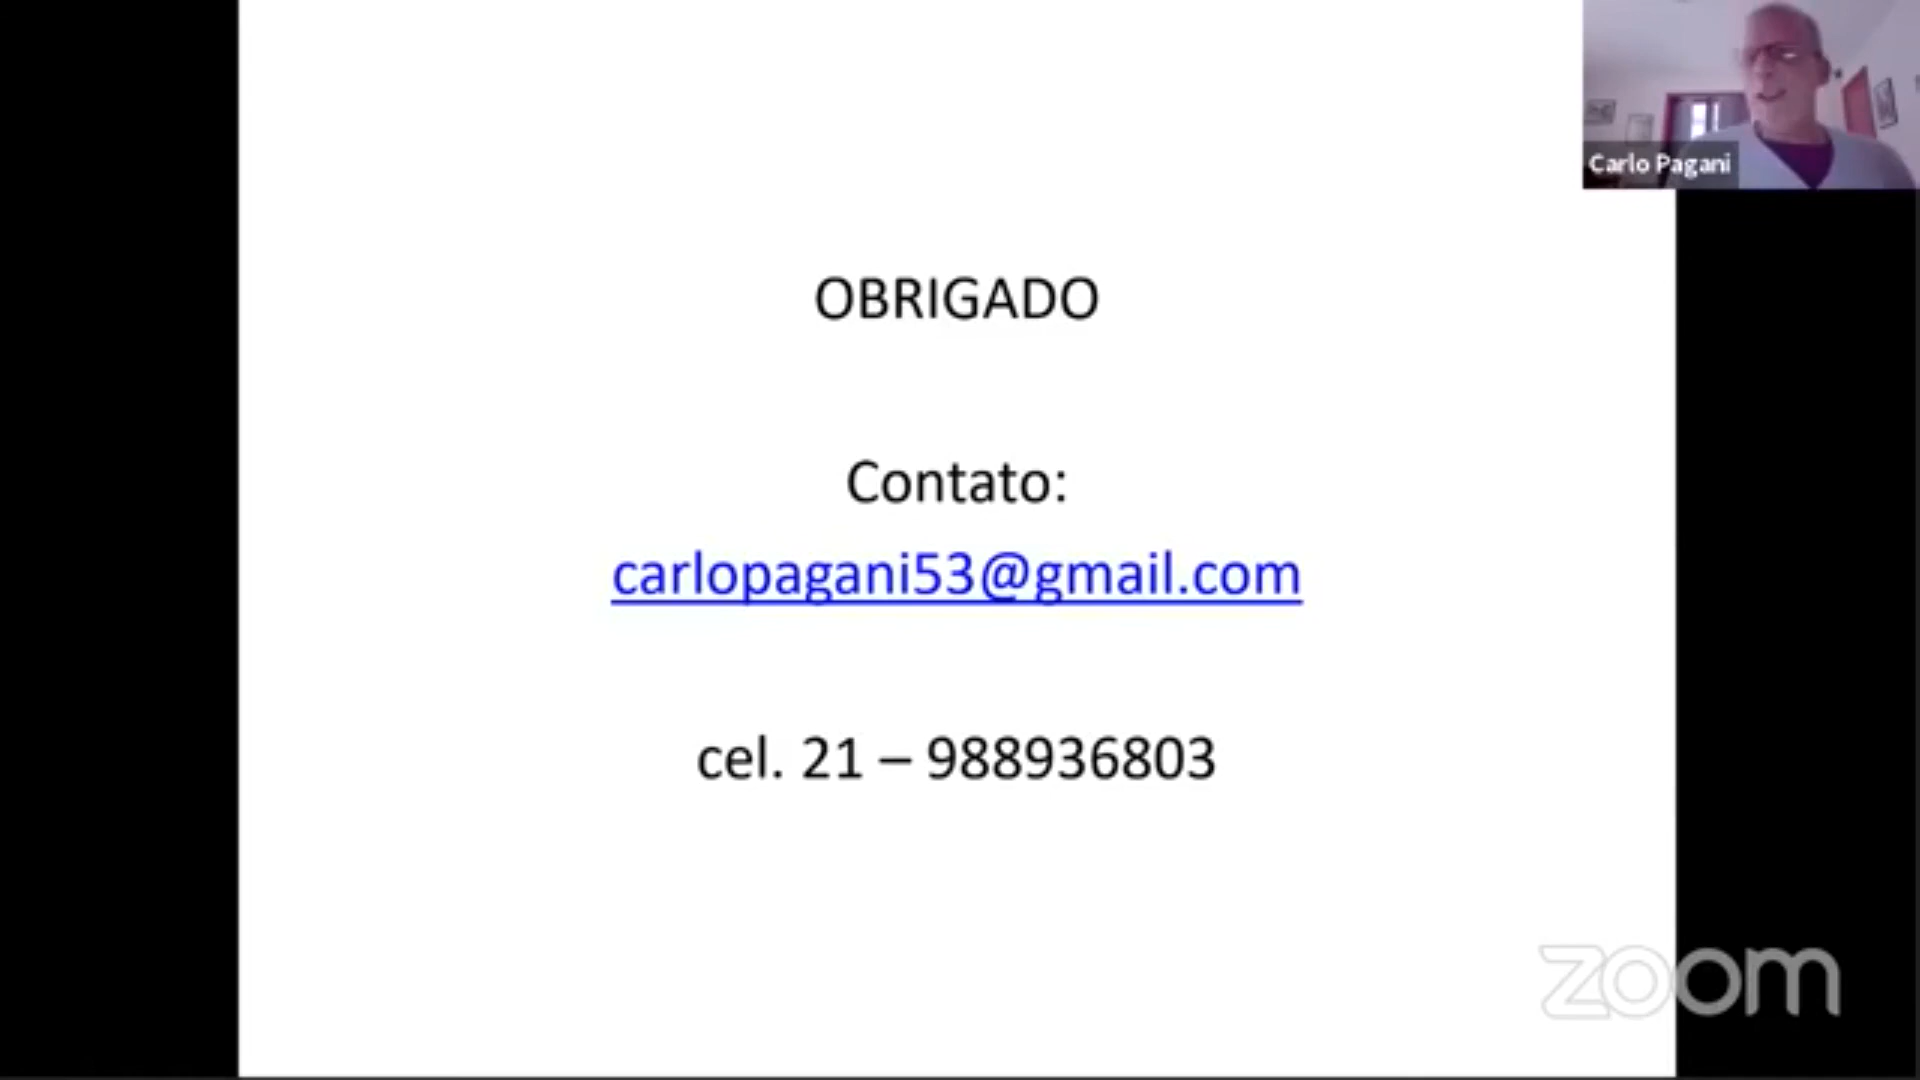 Carlo Pagani
OBRIGADO
Contato:
carlopagani53@gmail.com
cel. 21 – 988936803
zoom